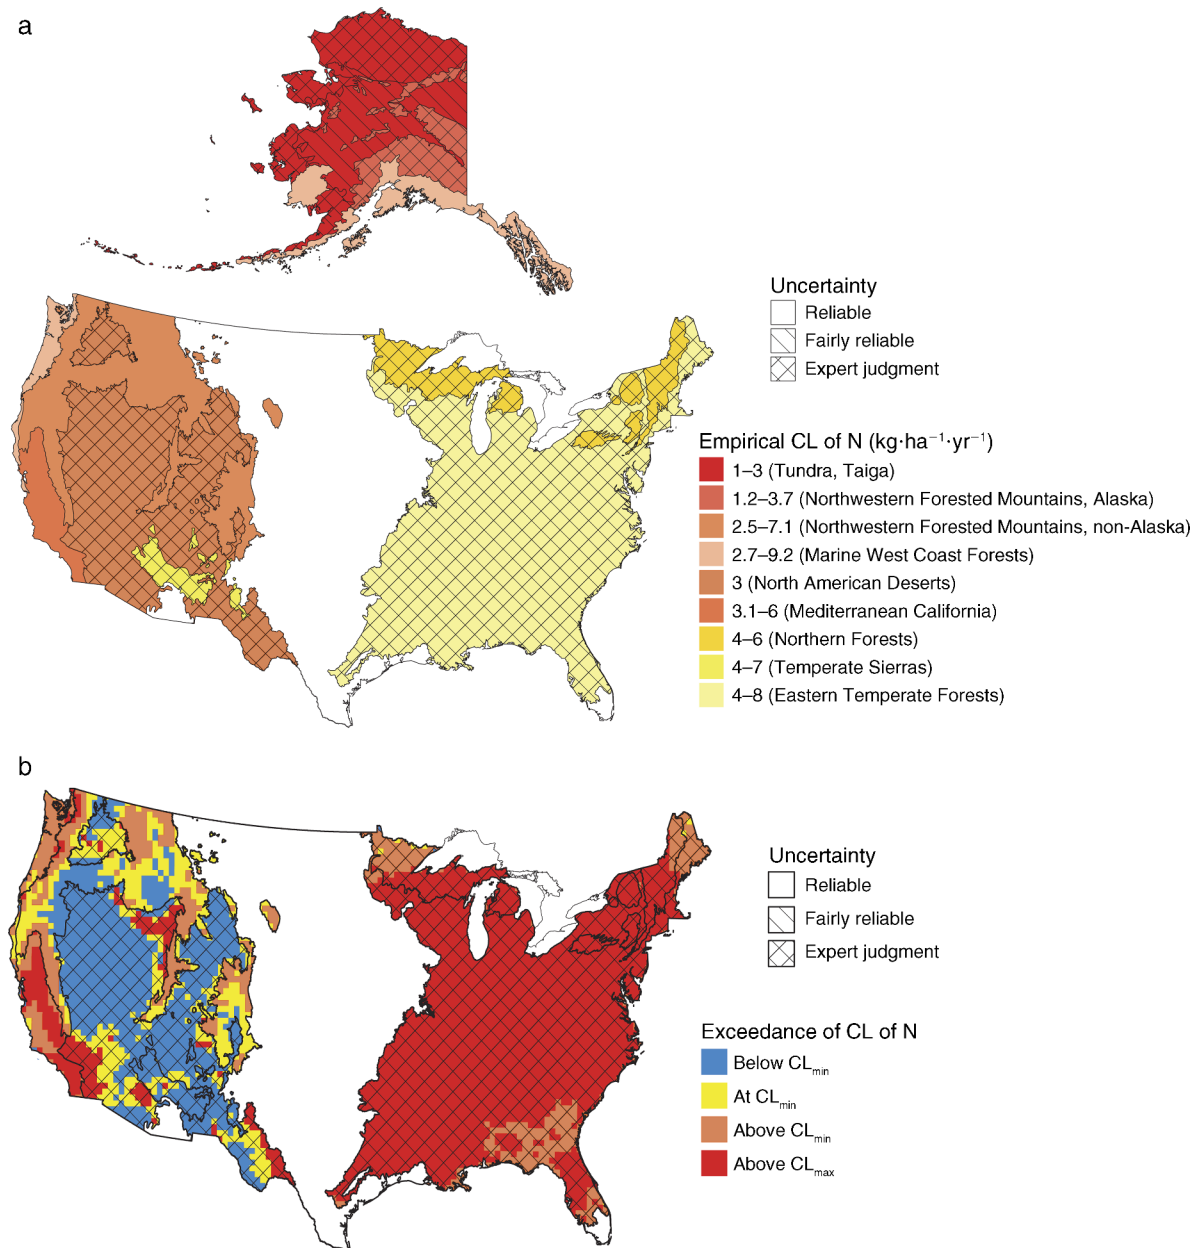 a
Uncertainty
Reliable
Fairly reliable
Expert judgment
Empirical CL of N (kg·ha⁻¹·yr⁻¹)
1–3 (Tundra, Taiga)
1.2–3.7 (Northwestern Forested Mountains, Alaska)
2.5–7.1 (Northwestern Forested Mountains, non-Alaska)
2.7–9.2 (Marine West Coast Forests)
3 (North American Deserts)
3.1–6 (Mediterranean California)
4–6 (Northern Forests)
4–7 (Temperate Sierras)
4–8 (Eastern Temperate Forests)
b
Uncertainty
Reliable
Fairly reliable
Expert judgment
Exceedance of CL of N
Below CLmin
At CLmin
Above CLmin
Above CLmax